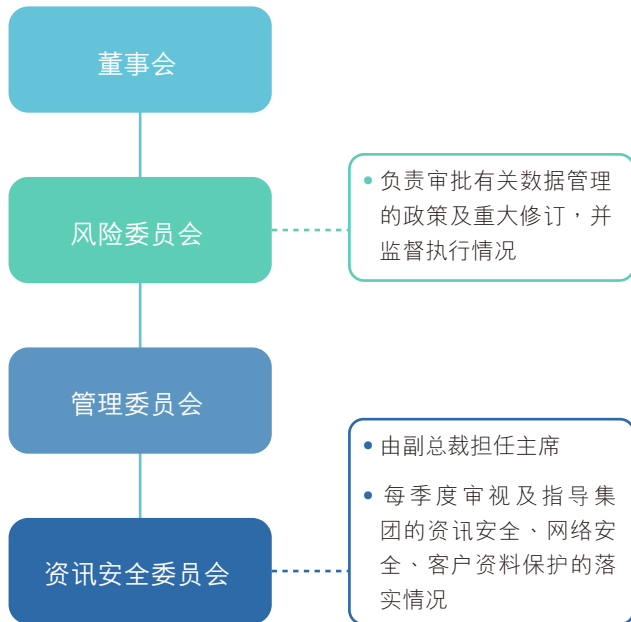 董事会
风险委员会
• 负责审批有关数据管理
的政策及重大修订，并
监督执行情况
管理委员会
• 由副总裁担任主席
• 每季度审视及指导集
团的资讯安全、网络安
全、客户资料保护的落
实情况
资讯安全委员会